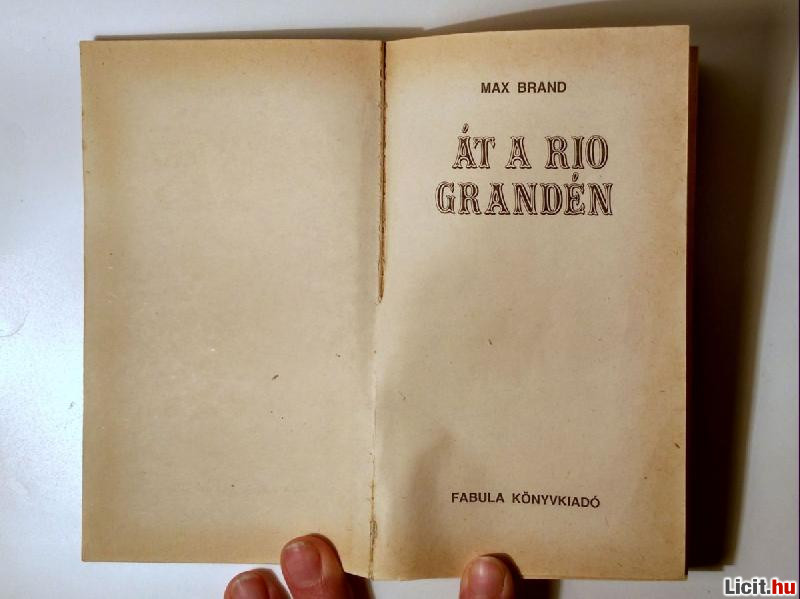 MAX BRAND
ÁT A RIO
GRANDÉN
FABULA KÖNYVKIADÓ
Licit.hu